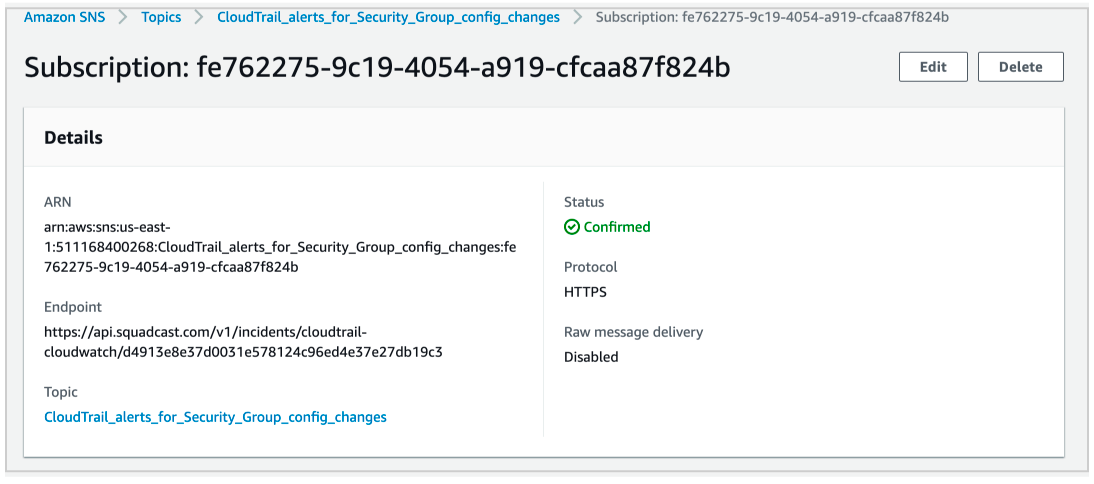 Amazon SNS > Topics > CloudTrail_alerts_for_Security_Group_config_changes > Subscription: fe762275-9c19-4054-a919-cfcaa87f824b
Subscription: fe762275-9c19-4054-a919-cfcaa87f824b
Edit
Delete
Details
ARN
arn:aws:sns:us-east-
1:511168400268:CloudTrail_alerts_for_Security_Group_config_changes:fe
762275-9c19-4054-a919-cfcaa87f824b
Endpoint
https://api.squadcast.com/v1/incidents/cloudtrail-
cloudwatch/d4913e8e37d0031e578124c96ed4e37e27db19c3
Topic
CloudTrail_alerts_for_Security_Group_config_changes
Status
Confirmed
Protocol
HTTPS
Raw message delivery
Disabled